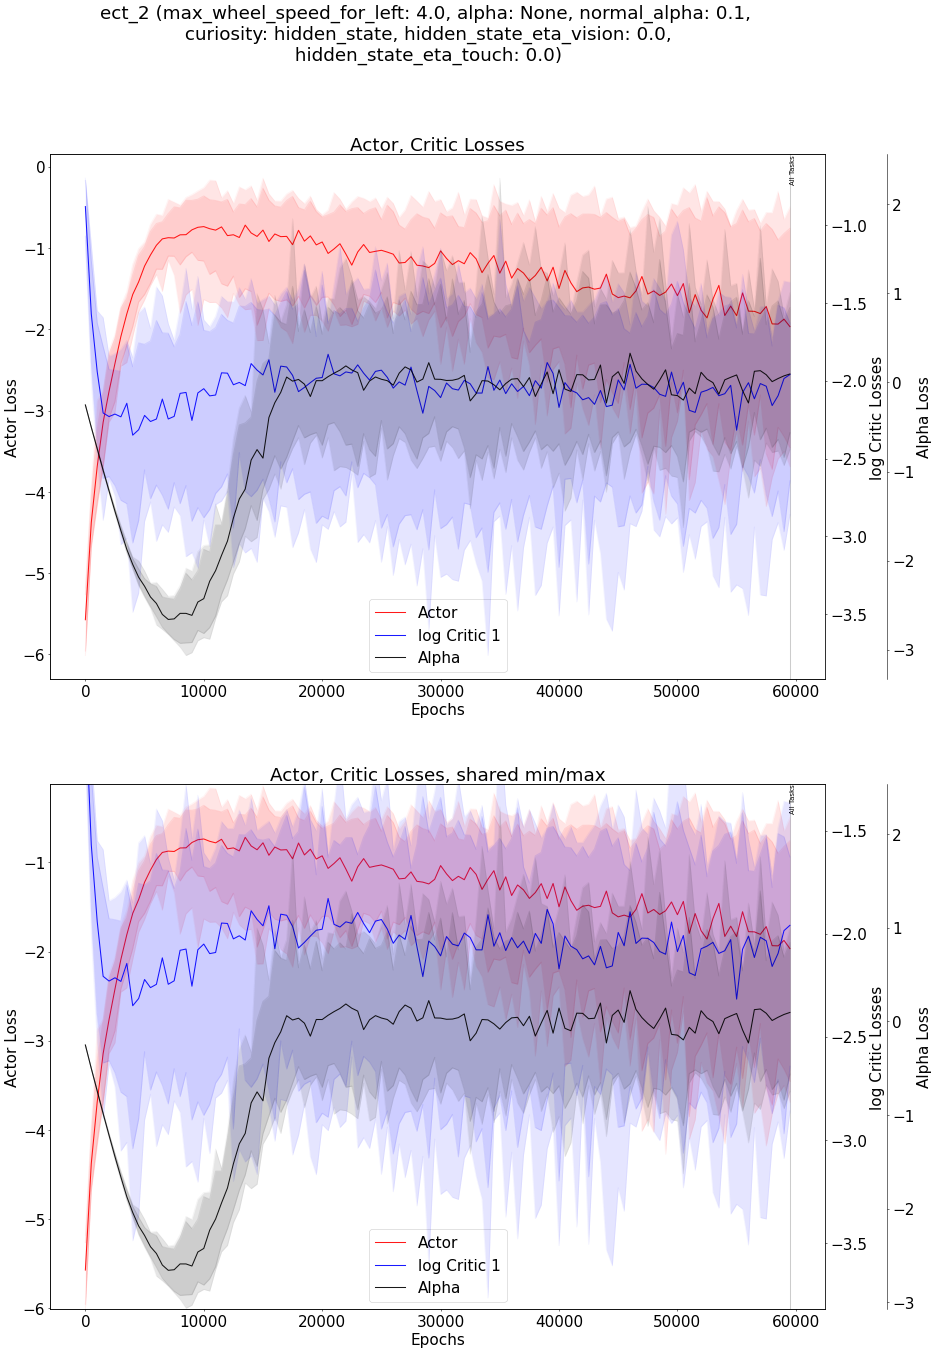 ect_2 (max_wheel_speed_for_left: 4.0, alpha: None, normal_alpha: 0.1,
curiosity: hidden_state, hidden_state_eta_vision: 0.0,
hidden_state_eta_touch: 0.0)
Actor, Critic Losses
All Tasks
0
−1
−2
−3
−4
−5
−6
Actor Loss
−1.0
−1.5
−2.0
−2.5
−3.0
−3.5
log Critic Losses
2
1
0
−1
−2
−3
Alpha Loss
Actor
log Critic 1
Alpha
0 10000 20000 30000 40000 50000 60000
Epochs
Actor, Critic Losses, shared min/max
All Tasks
−1
−2
−3
−4
−5
−6
Actor Loss
−1.5
−2.0
−2.5
−3.0
−3.5
log Critic Losses
2
1
0
−1
−2
−3
Alpha Loss
Actor
log Critic 1
Alpha
0 10000 20000 30000 40000 50000 60000
Epochs